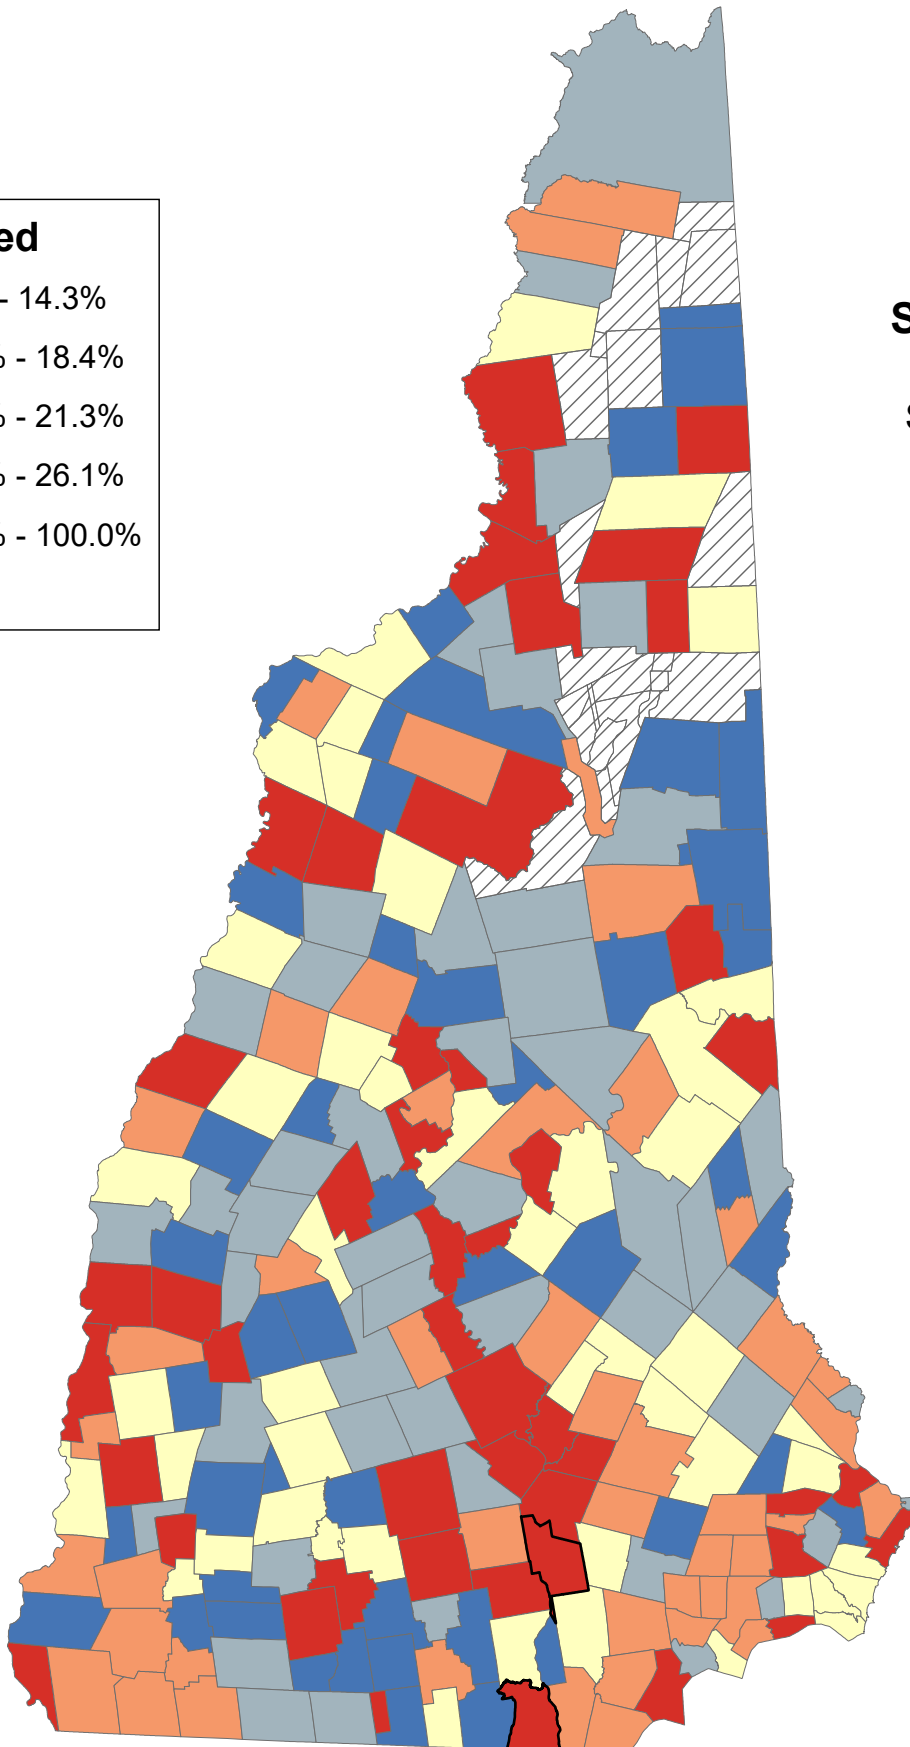 ed
- 14.3%
% - 18.4%
% - 21.3%
% - 26.1%
% - 100.0%
S
S